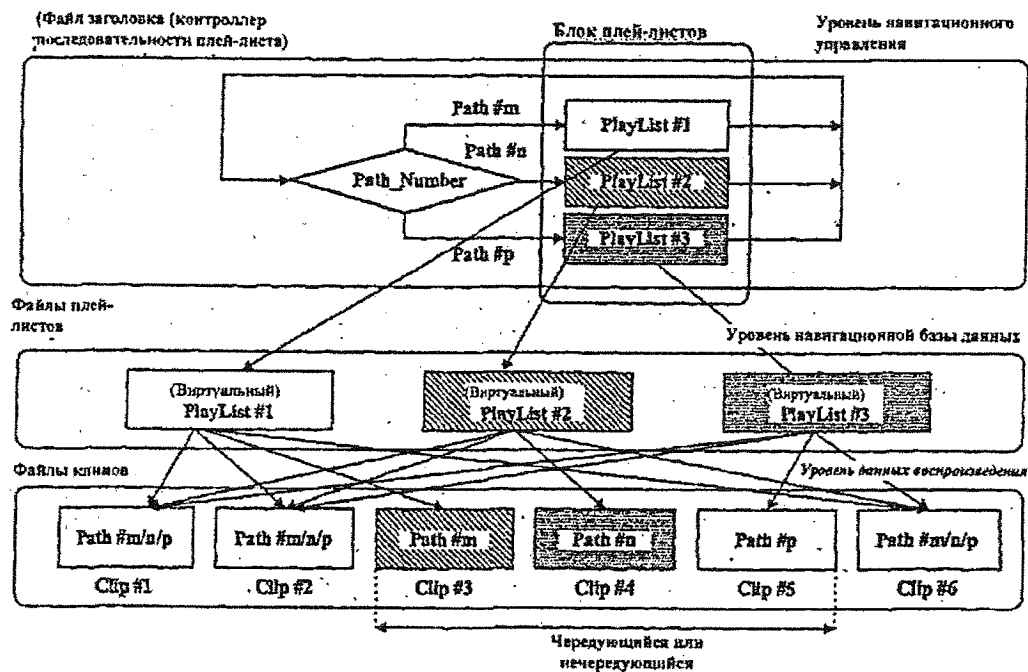 (Файл заголовка (контроллер
последовательности плей-листа)
Блок плей-листов
Уровень навигационного
управления
Path #m
PlayList #1
Path #n
Path_Number
PlayList #2
PlayList #3
Path #p
Файлы плей-
листов
Уровень навигационной базы данных
(Виртуальный)
PlayList #1
(Виртуальный)
PlayList #2
(Виртуальный)
PlayList #3
Файлы клипов
Уровень данных воспроизведения
Path #m/n/p
Path #m/n/p
Path #m
Path #n
Path #p
Path #m/n/p
Clip #1
Clip #2
Clip #3
Clip #4
Clip #5
Clip #6
Чередующийся или
нечередующийся